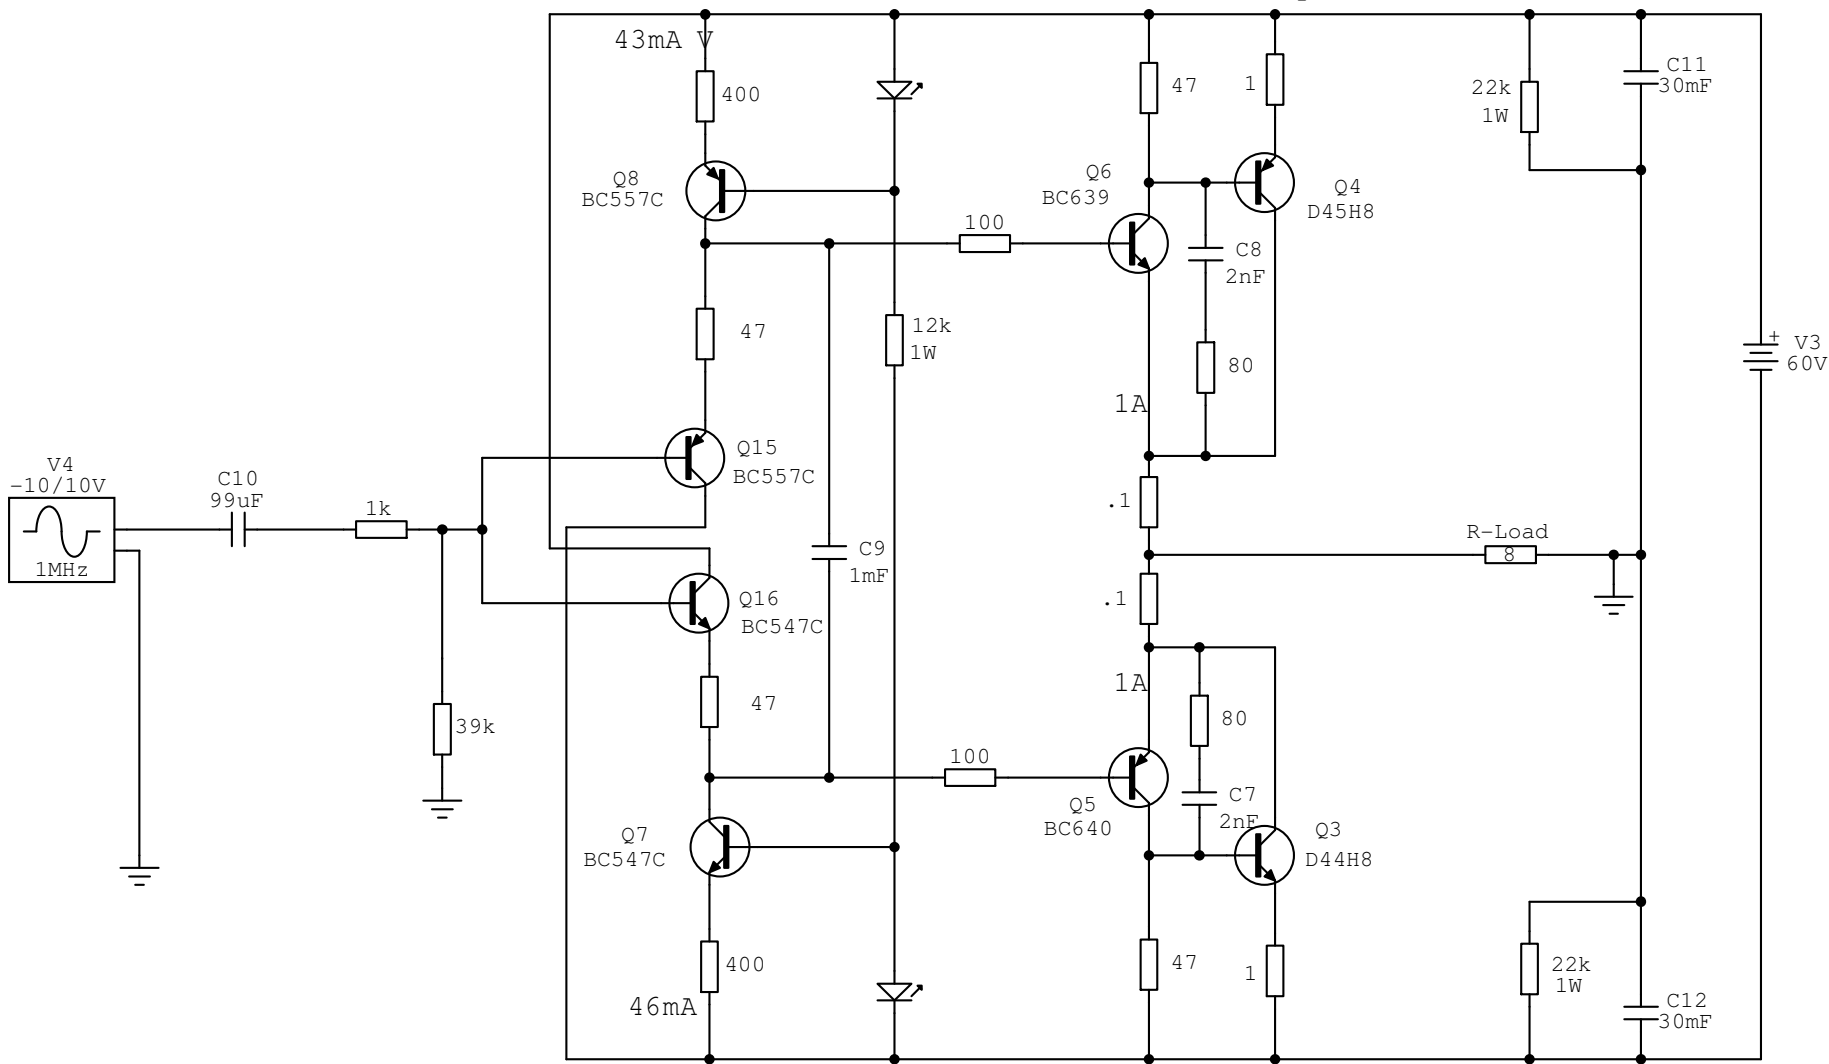 43mA V
400
Q8
BC557C
47
Q15
BC557C
V4
-10/10V
1MHz
C10
99uF
1k
39k
Q16
BC547C
47
Q7
BC547C
400
46mA
12k
1W
C9
1mF
100
100
Q6
BC639
47
1
Q4
D45H8
C8
2nF
80
1A
.1
.1
1A
80
Q5
BC640
C7
2nF
Q3
D44H8
47
1
R-Load
8
22k
1W
C11
30mF
+
V3
60V
22k
1W
C12
30mF